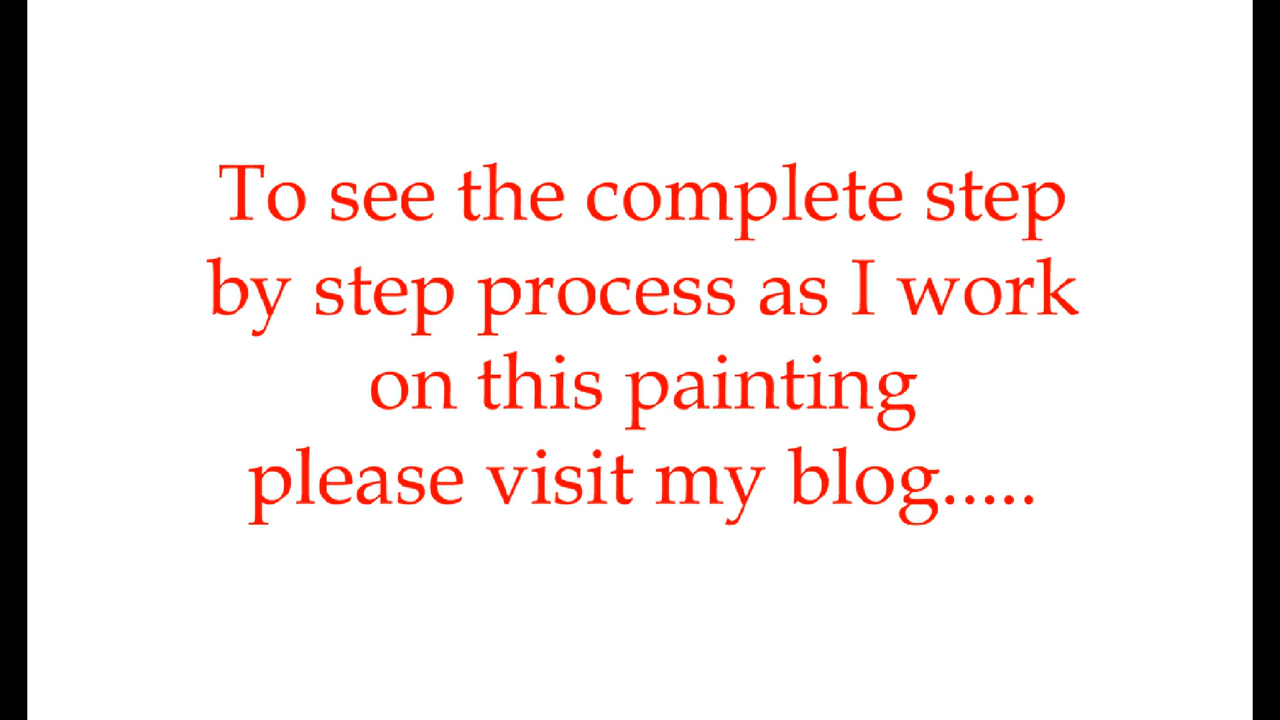 To see the complete step
by step process as I work
on this painting
please visit my blog.....